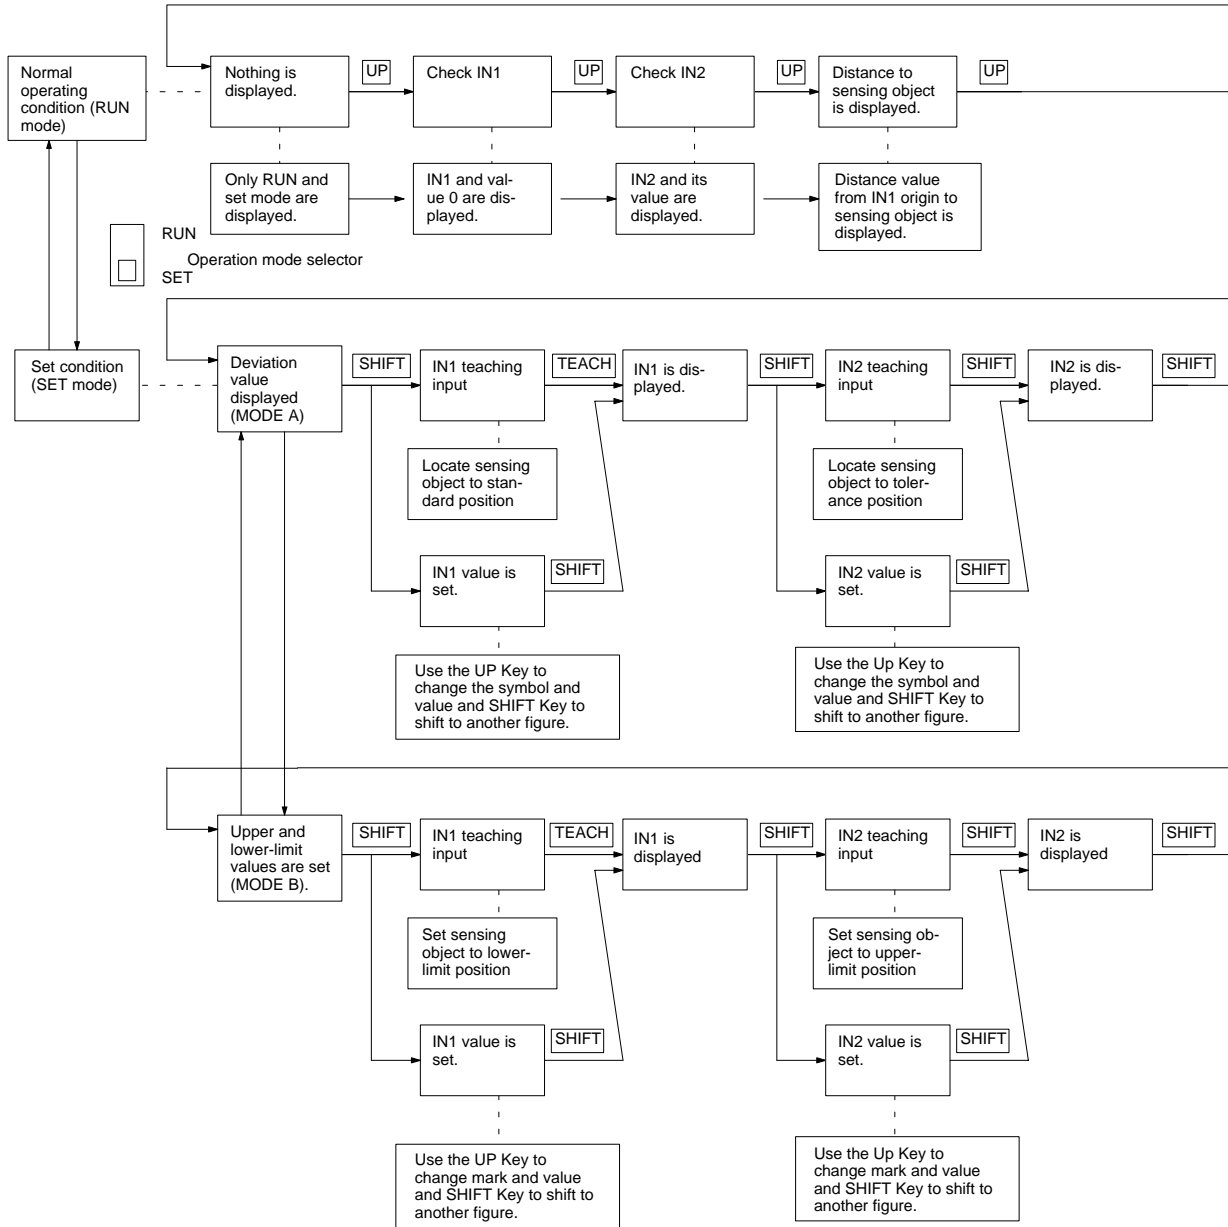 Normal
operating
condition (RUN
mode)
Nothing is
displayed.
UP
Check IN1
UP
Check IN2
UP
Distance to
sensing object
is displayed.
UP
Only RUN and
set mode are
displayed.
IN1 and val-
ue 0 are dis-
played.
IN2 and its
value are
displayed.
Distance value
from IN1 origin to
sensing object is
displayed.
RUN
Operation mode selector
SET
Set condition
(SET mode)
Deviation
value
displayed
(MODE A)
SHIFT
IN1 teaching
input
TEACH
IN1 is dis-
played.
SHIFT
IN2 teaching
input
SHIFT
IN2 is dis-
played.
SHIFT
Locate sensing
object to stan-
dard position
Locate sensing
object to toler-
ance position
IN1 value is
set.
SHIFT
IN2 value is
set.
SHIFT
Use the UP Key to
change the symbol and
value and SHIFT Key to
shift to another figure.
Use the Up Key to
change the symbol and
value and SHIFT Key to
shift to another figure.
Upper and
lower-limit
values are set
(MODE B).
SHIFT
IN1 teaching
input
TEACH
IN1 is
displayed
SHIFT
IN2 teaching
input
SHIFT
IN2 is
displayed
SHIFT
Set sensing
object to lower-
limit position
Set sensing ob-
ject to upper-
limit position
IN1 value is
set.
SHIFT
IN2 value is
set.
SHIFT
Use the UP Key to
change mark and value
and SHIFT Key to shift to
another figure.
Use the Up Key to
change mark and value
and SHIFT Key to shift to
another figure.